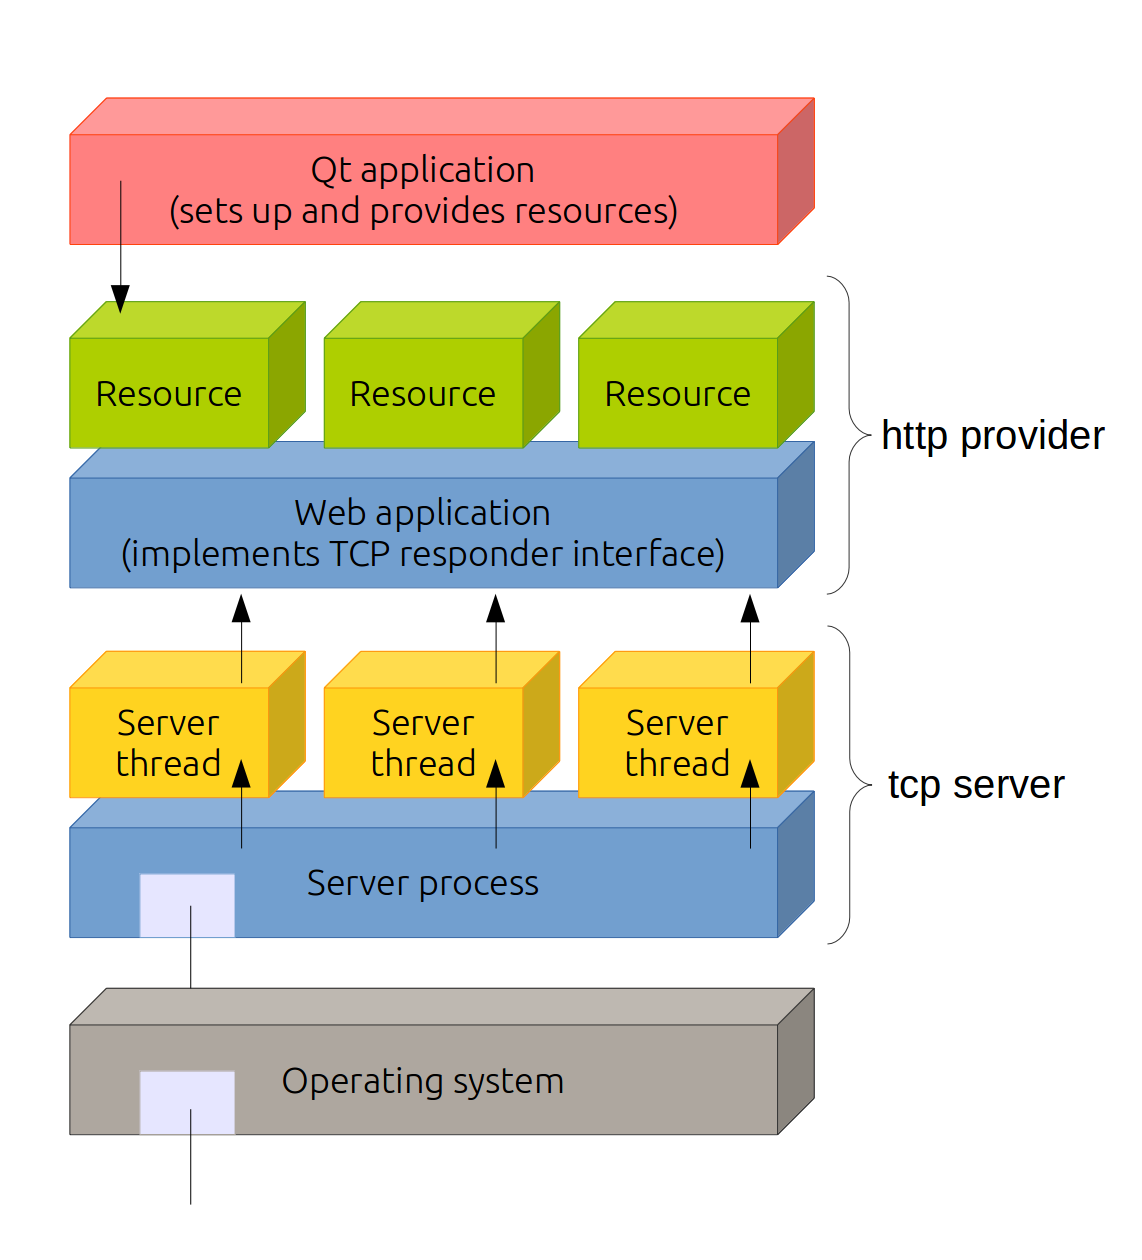 Qt application
(sets up and provides resources)
Resource
Resource
Resource
http provider
Web application
(implements TCP responder interface)
Server
thread
Server
thread
Server
thread
tcp server
Server process
Operating system